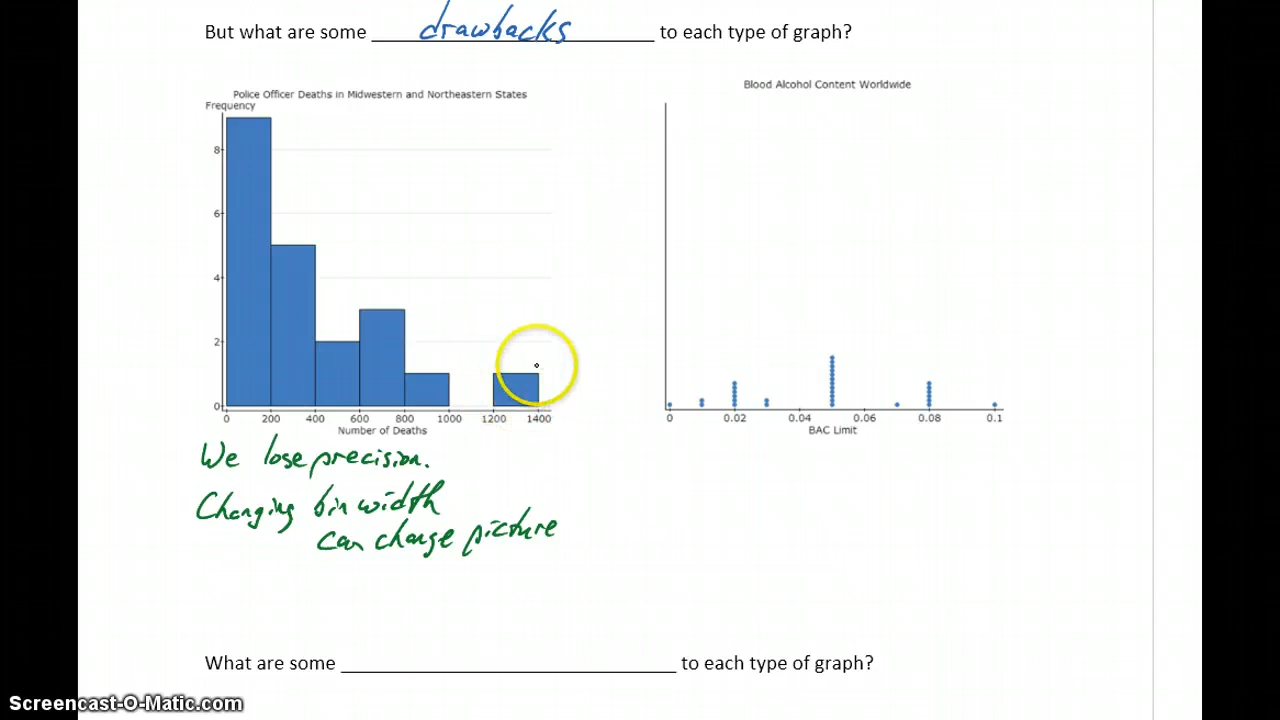 But what are some drawbacks to each type of graph?
Police Officer Deaths in Midwestern and Northeastern States
Frequency
8
6
4
2
0
0 200 400 600 800 1000 1200 1400
Number of Deaths
Blood Alcohol Content Worldwide
0 0.02 0.04 0.06 0.08 0.1
BAC Limit
We lose precision.
Changing bin width
can change picture
What are some ______ to each type of graph?
Screencast-O-Matic.com